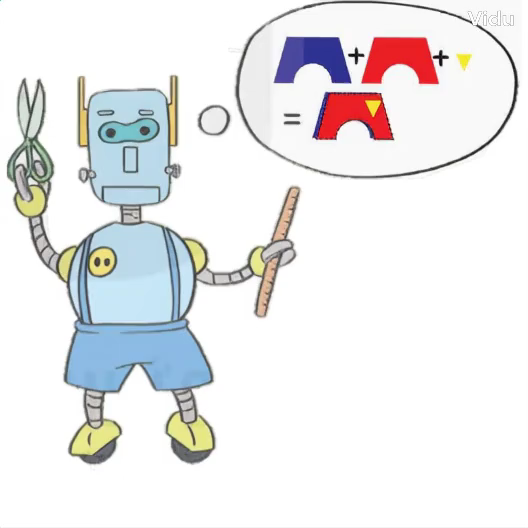 Vidu
+ +
=